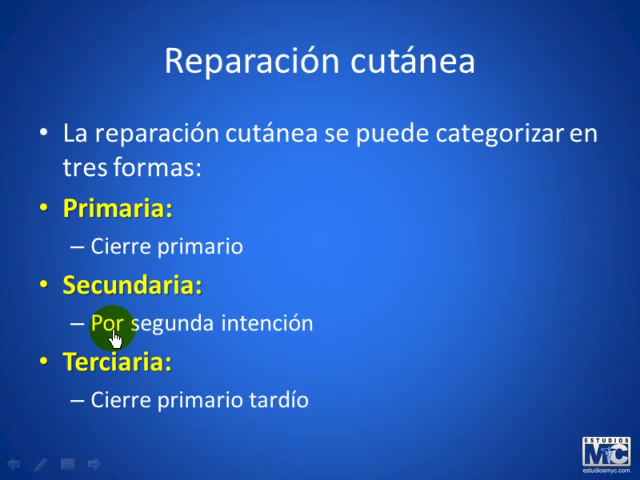 Reparación cutánea
• La reparación cutánea se puede categorizar en
tres formas:
• Primaria:
– Cierre primario
• Secundaria:
– Por segunda intención
• Terciaria:
– Cierre primario tardío
ESTUDIOS
MyC
estudiosmyc.com